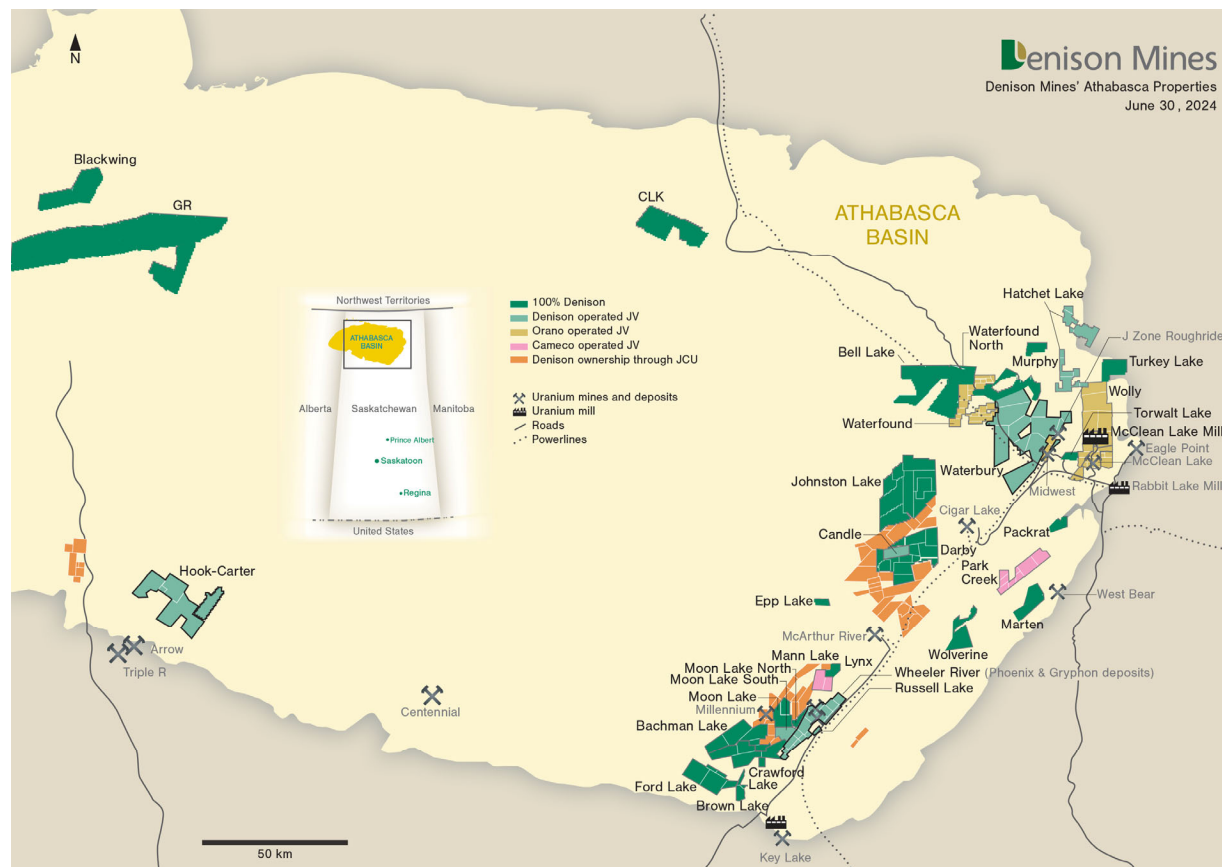 N
Denison Mines
Denison Mines' Athabasca Properties
June 30, 2024
Blackwing
GR
CLK
ATHABASCA
BASIN
Northwest Territories
ATHABASCA
BASIN
Alberta
Saskatchewan
Manitoba
Prince Albert
Saskatoon
Regina
United States
100% Denison
Denison operated JV
Orano operated JV
Cameco operated JV
Denison ownership through JCU
Uranium mines and deposits
Uranium mill
Roads
Powerlines
Hatchet Lake
J Zone Roughrider
Waterfound
North
Murphy
Bell Lake
Turkey Lake
Wolly
Waterfound
Torwalt Lake
McClean Lake Mill
Eagle Point
McClean Lake
Waterbury
Midwest
Rabbit Lake Mill
Johnston Lake
Cigar Lake
Packrat
Candle
Darby
Park
Creek
Epp Lake
West Bear
Marten
McArthur River
Wolverine
Hook-Carter
Arrow
Triple R
Centennial
Mann Lake
Lynx
Moon Lake North
Moon Lake South
Wheeler River (Phoenix & Gryphon deposits)
Russell Lake
Moon Lake
Millennium
Bachman Lake
Crawford
Lake
Ford Lake
Brown Lake
Key Lake
50 km